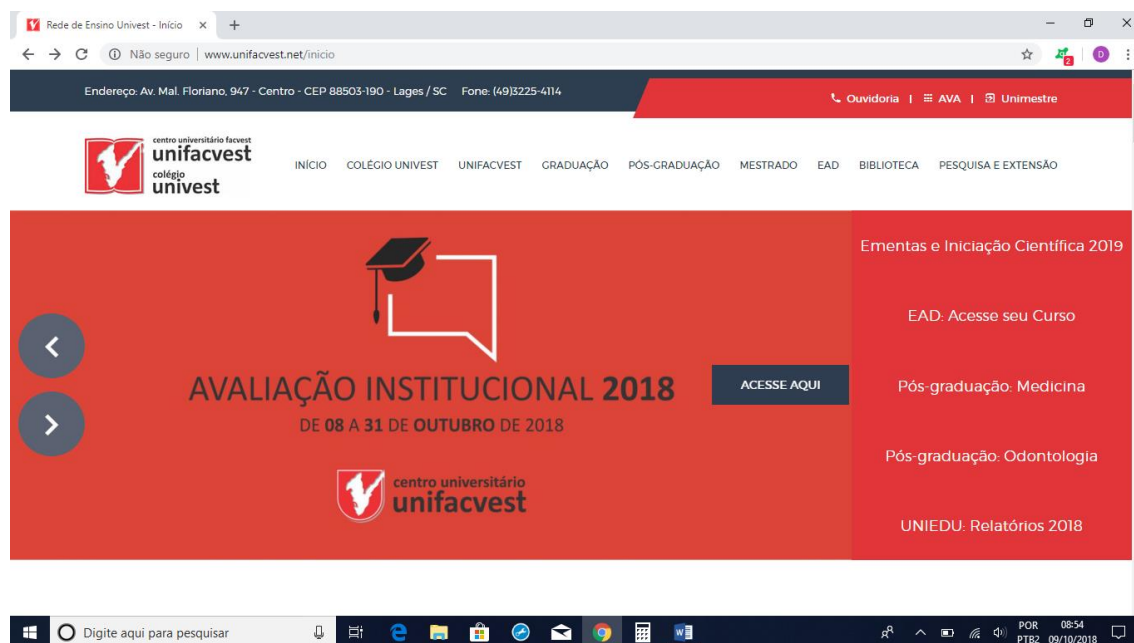 Rede de Ensino Univest - Início
Não seguro | www.unifacvest.net/inicio
2
D
Endereço: Av. Mal. Floriano, 947 - Centro - CEP 88503-190 - Lages / SC Fone: (49)3225-4114
Ouvidoria | AVA | Unimestre
centro universitário facvest
unifacvest
colégio
univest
INÍCIO COLÉGIO UNIVEST UNIFACVEST GRADUAÇÃO PÓS-GRADUAÇÃO MESTRADO EAD BIBLIOTECA PESQUISA E EXTENSÃO
AVALIAÇÃO INSTITUCIONAL 2018
DE 08 A 31 DE OUTUBRO DE 2018
centro universitário
unifacvest
ACESSE AQUI
Ementas e Iniciação Científica 2019
EAD: Acesse seu Curso
Pós-graduação: Medicina
Pós-graduação: Odontologia
UNIEDU: Relatórios 2018
Digite aqui para pesquisar
POR
PTB2
08:54
09/10/2018